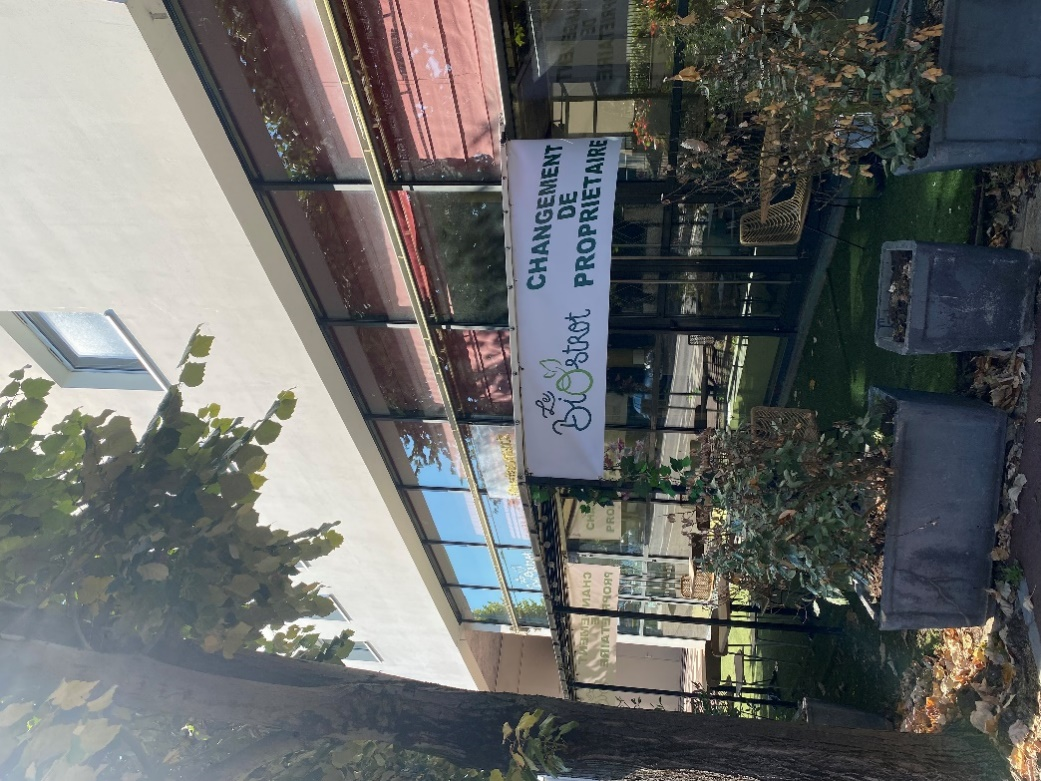 Le
BiOstrot
CHANGEMENT
DE
PROPRIETAIRE